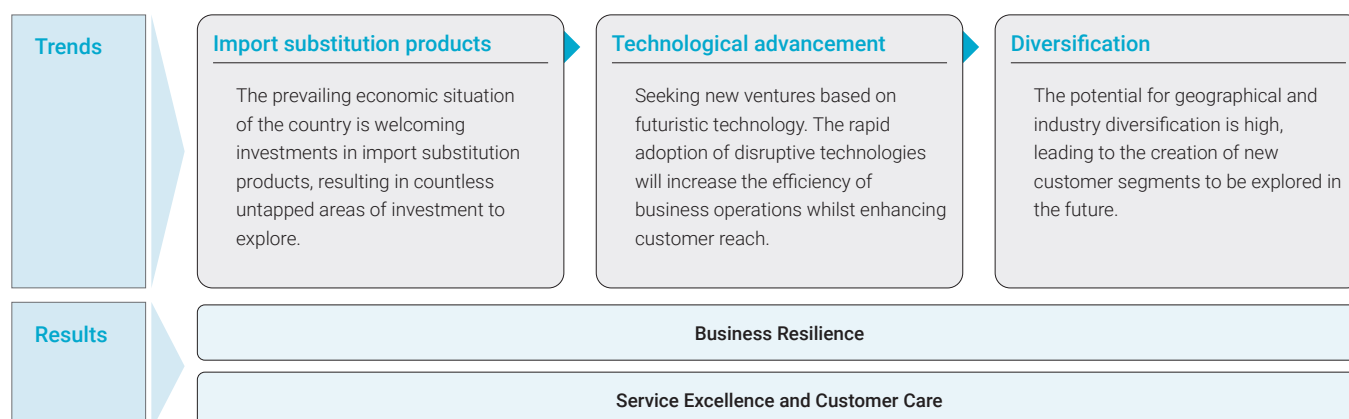 Trends
Import substitution products
The prevailing economic situation
of the country is welcoming
investments in import substitution
products, resulting in countless
untapped areas of investment to
explore.
Technological advancement
Seeking new ventures based on
futuristic technology. The rapid
adoption of disruptive technologies
will increase the efficiency of
business operations whilst enhancing
customer reach.
Diversification
The potential for geographical and
industry diversification is high,
leading to the creation of new
customer segments to be explored in
the future.
Results
Business Resilience
Service Excellence and Customer Care